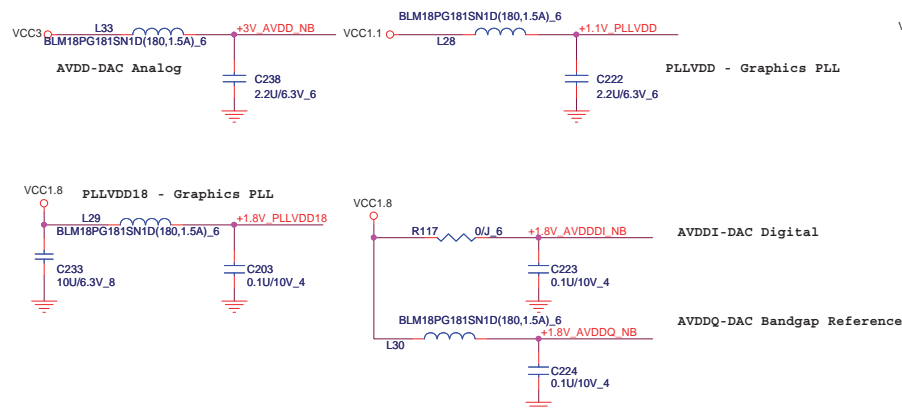 L33
VCC3
+3V_AVDD_NB
BLM18PG181SN1D(180,1.5A)_6
AVDD-DAC Analog
C238
2.2U/6.3V_6
BLM18PG181SN1D(180,1.5A)_6
VCC1.1
+1.1V_PLLVDD
L28
C222
2.2U/6.3V_6
PLLVDD - Graphics PLL
V
VCC1.8
PLLVDD18 - Graphics PLL
L29
+1.8V_PLLVDD18
BLM18PG181SN1D(180,1.5A)_6
C233
10U/6.3V_8
C203
0.1U/10V_4
VCC1.8
R117
0/J_6
+1.8V_AVDDDI_NB
AVDDI-DAC Digital
C223
0.1U/10V_4
BLM18PG181SN1D(180,1.5A)_6
+1.8V_AVDDQ_NB
AVDDQ-DAC Bandgap Reference
L30
C224
0.1U/10V_4